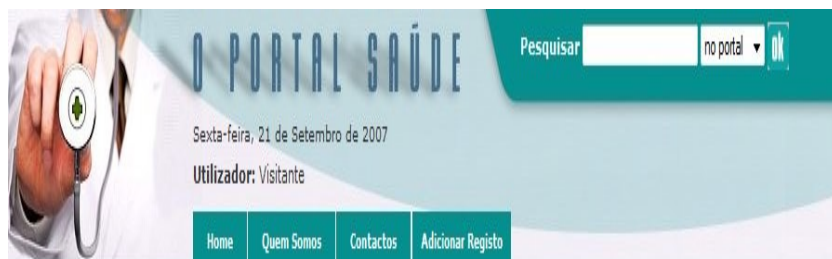 O PORTAL SAÚDE
Pesquisar no portal ok
Sexta-feira, 21 de Setembro de 2007
Utilizador: Visitante
Home Quem Somos Contactos Adicionar Registo